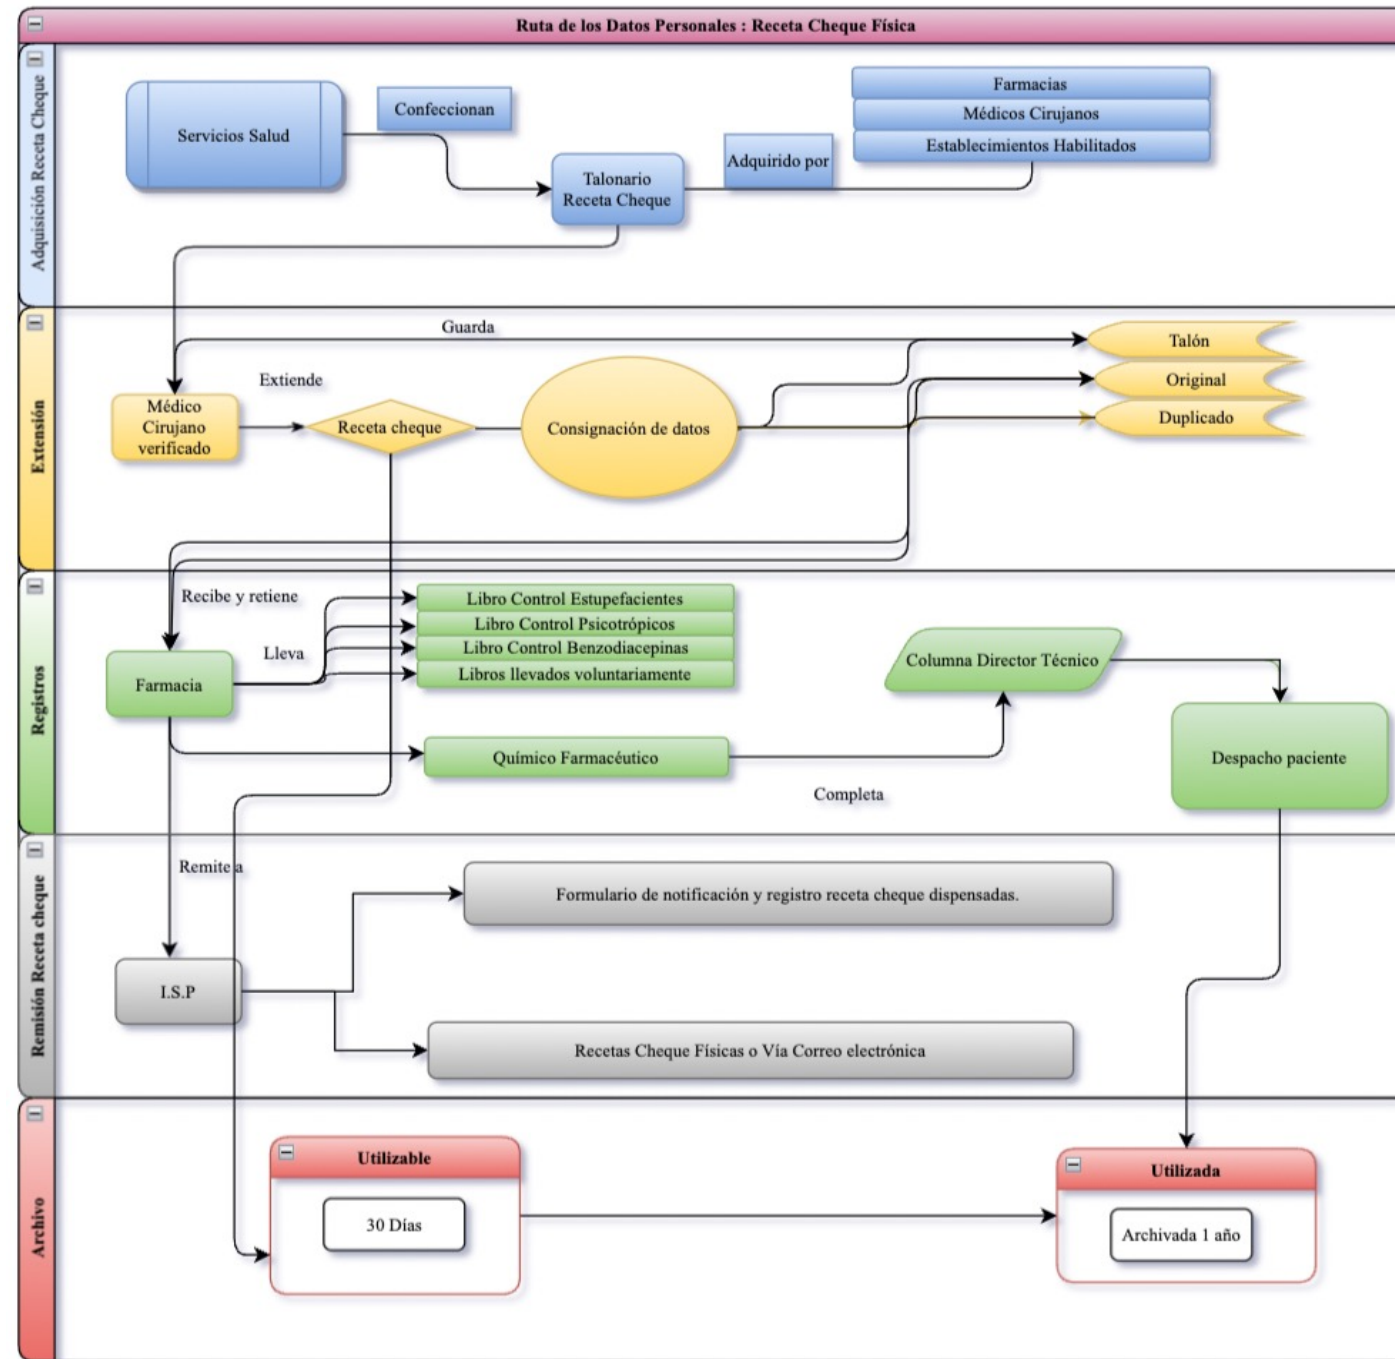 Ruta de los Datos Personales : Receta Cheque Física
Adquisición Receta Cheque
Servicios Salud
Confeccionan
Talonario
Receta Cheque
Adquirido por
Farmacias
Médicos Cirujanos
Establecimientos Habilitados
Extensión
Guarda
Extiende
Médico
Cirujano
verificado
Receta cheque
Consignación de datos
Talón
Original
Duplicado
Registros
Recibe y retiene
Lleva
Farmacia
Libro Control Estupefacientes
Libro Control Psicotrópicos
Libro Control Benzodiacepinas
Libros llevados voluntariamente
Químico Farmacéutico
Completa
Columna Director Técnico
Despacho paciente
Remisión Receta cheque
Remite a
I.S.P
Formulario de notificación y registro receta cheque dispensadas.
Recetas Cheque Físicas o Vía Correo electrónica
Archivo
Utilizable
30 Días
Utilizada
Archivada 1 año